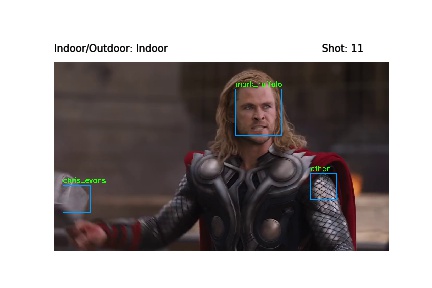 Indoor/Outdoor: Indoor
Shot: 11
mark_ruffalo
chris_evans
other